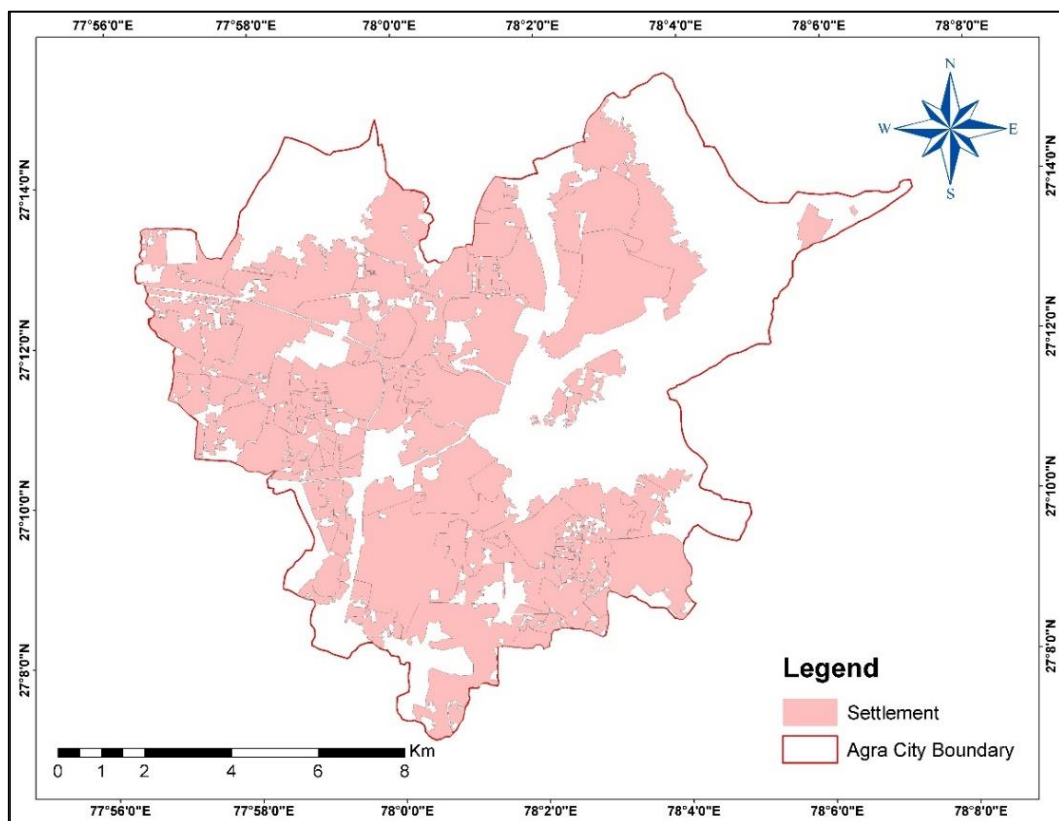 77°56'0"E 77°58'0"E 78°0'0"E 78°2'0"E 78°4'0"E 78°6'0"E 78°8'0"E
N
W E
S
27°14'0"N 27°14'0"N
27°12'0"N 27°12'0"N
27°10'0"N 27°10'0"N
27°8'0"N 27°8'0"N
Legend
Settlement
Agra City Boundary
Km
0 1 2 4 6 8
77°56'0"E 77°58'0"E 78°0'0"E 78°2'0"E 78°4'0"E 78°6'0"E 78°8'0"E